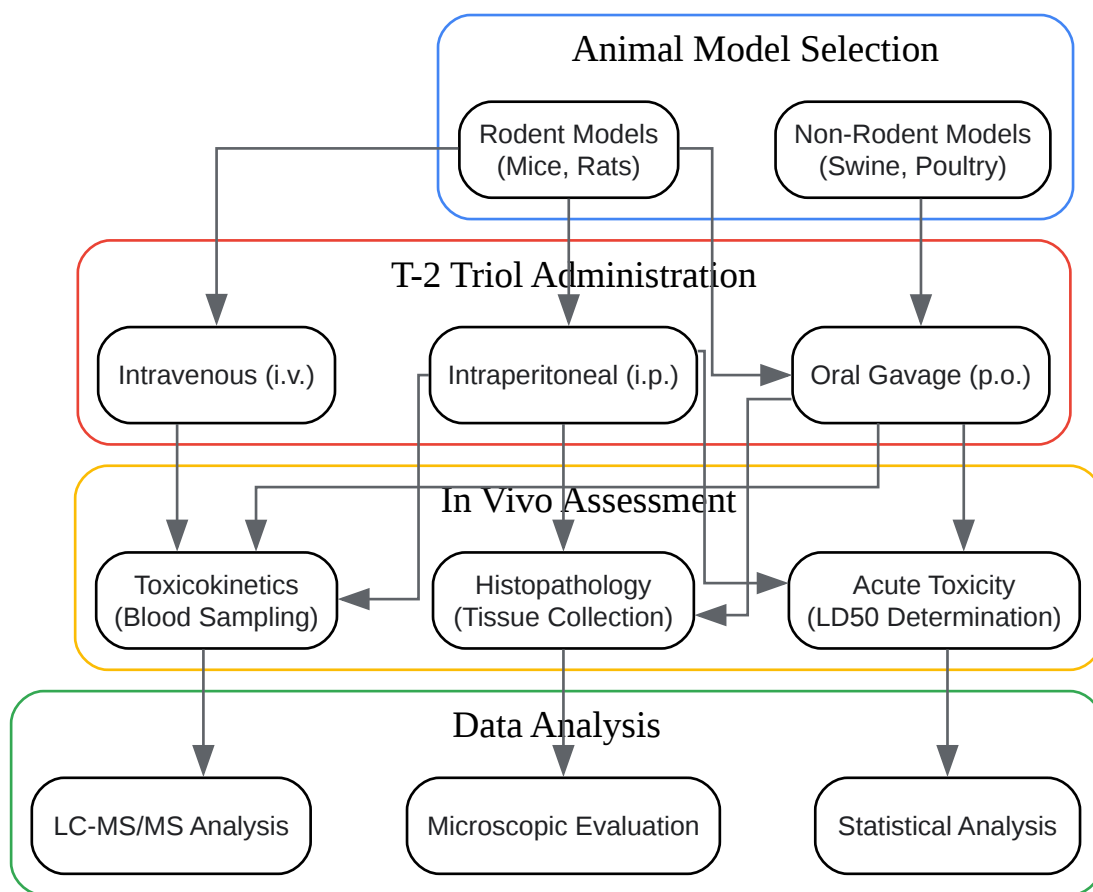 Animal Model Selection
Rodent Models
(Mice, Rats)
Non-Rodent Models
(Swine, Poultry)
T-2 Triol Administration
Intravenous (i.v.)
Intraperitoneal (i.p.)
Oral Gavage (p.o.)
In Vivo Assessment
Toxicokinetics
(Blood Sampling)
Histopathology
(Tissue Collection)
Acute Toxicity
(LD50 Determination)
Data Analysis
LC-MS/MS Analysis
Microscopic Evaluation
Statistical Analysis